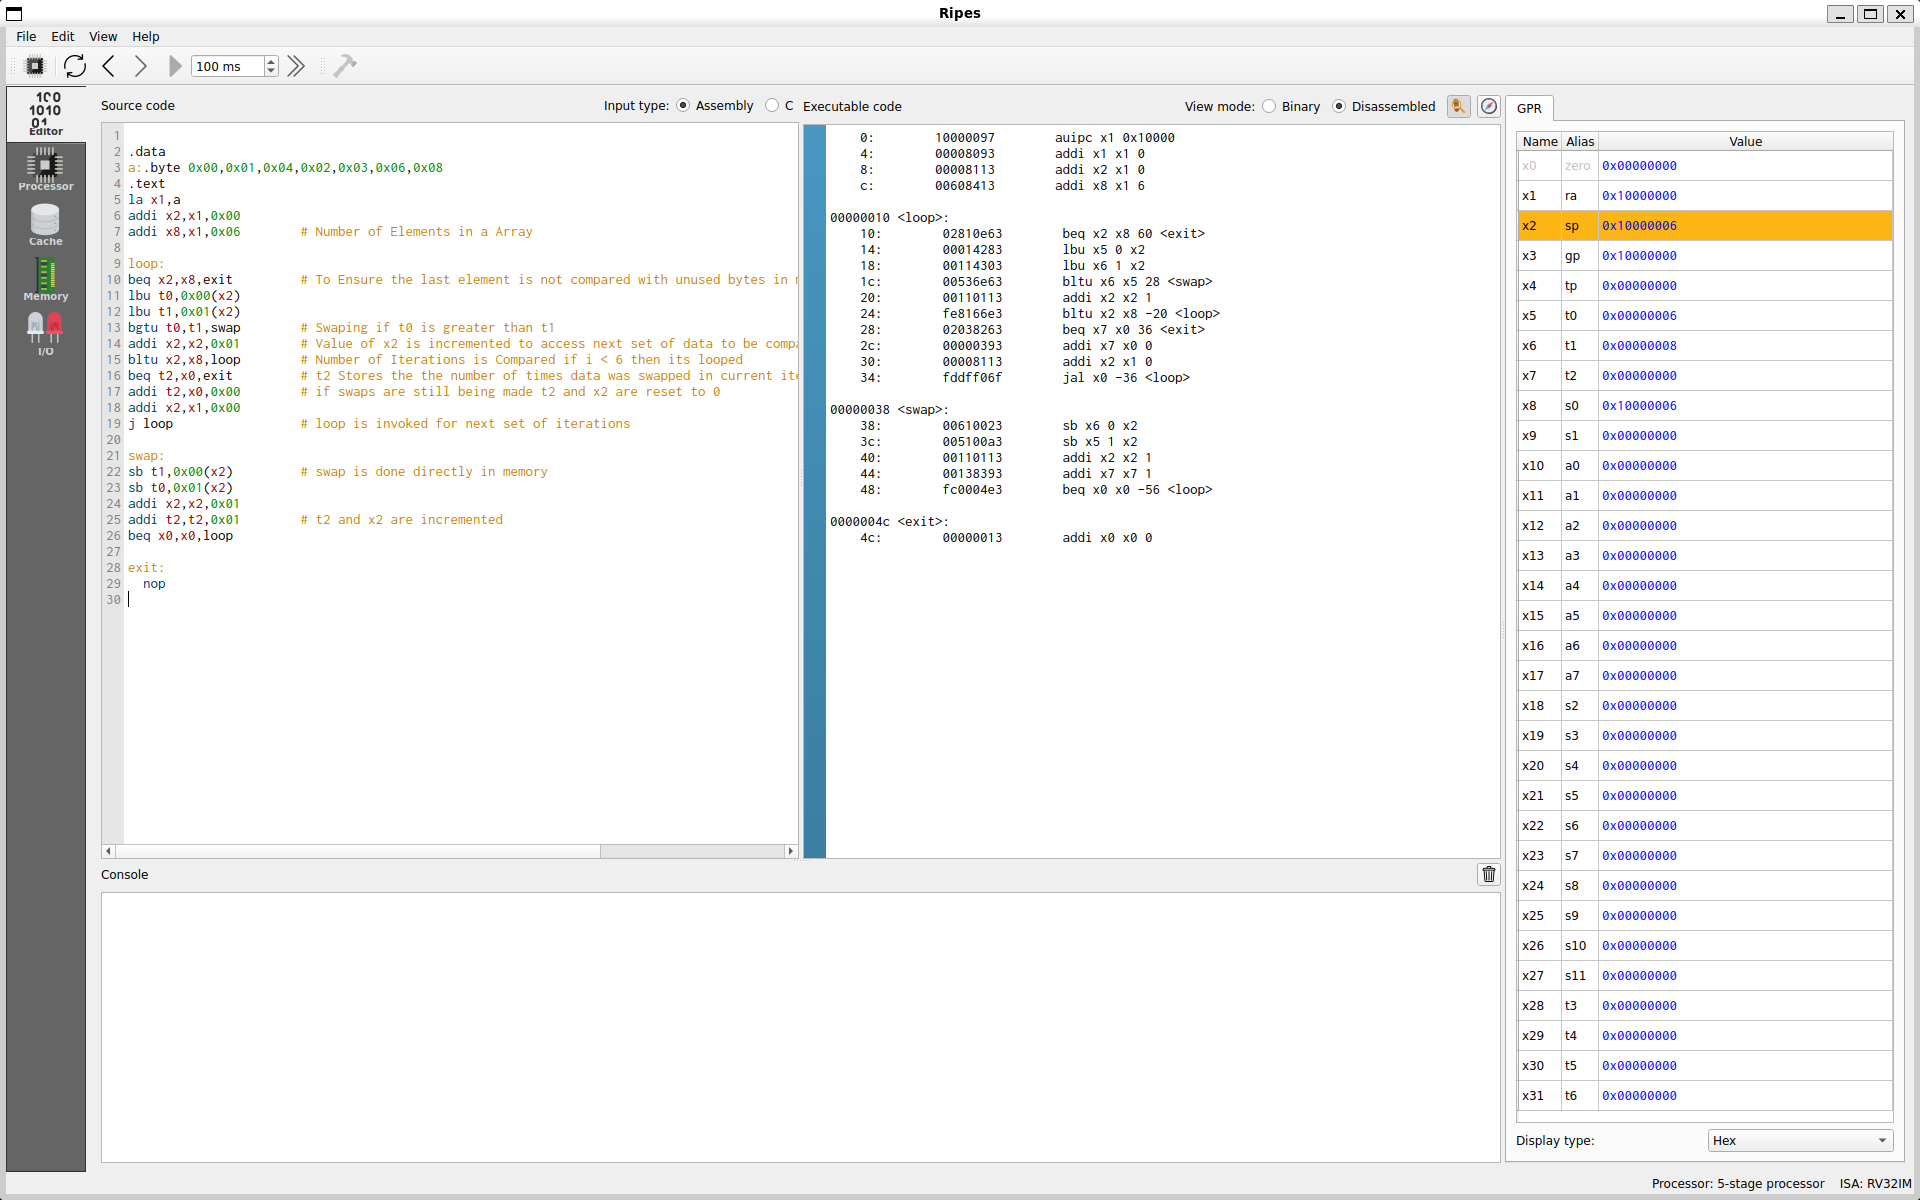 Ripes
File Edit View Help
100 ms
Editor
Processor
Cache
Memory
I/O
Source code Input type: Assembly C
1
2 .data
3 a:.byte 0x00,0x01,0x04,0x02,0x03,0x06,0x08
4 .text
5 la x1,a
6 addi x2,x1,0x00
7 addi x8,x1,0x06 # Number of Elements in a Array
8
9 loop:
10 beq x2,x8,exit # To Ensure the last element is not compared with unused bytes in
11 lbu t0,0x00(x2)
12 lbu t1,0x01(x2)
13 bgtu t0,t1,swap # Swaping if t0 is greater than t1
14 addi x2,x2,0x01 # Value of x2 is incremented to access next set of data to be compa
15 bltu x2,x8,loop # Number of Iterations is Compared if i < 6 then its looped
16 beq t2,x0,exit # t2 Stores the the number of times data was swapped in current ite
17 addi t2,x0,0x00 # if swaps are still being made t2 and x2 are reset to 0
18 addi x2,x1,0x00
19 j loop # loop is invoked for next set of iterations
20
21 swap:
22 sb t1,0x00(x2) # swap is done directly in memory
23 sb t0,0x01(x2)
24 addi x2,x2,0x01
25 addi t2,t2,0x01 # t2 and x2 are incremented
26 beq x0,x0,loop
27
28 exit:
29 nop
30
Executable code View mode: Binary Disassembled
0: 10000097 auipc x1 0x10000
4: 00008093 addi x1 x1 0
8: 00008113 addi x2 x1 0
c: 00608413 addi x8 x1 6
00000010 <loop>:
10: 02810e63 beq x2 x8 60 <exit>
14: 00014283 lbu x5 0 x2
18: 00114303 lbu x6 1 x2
1c: 00536e63 bltu x6 x5 28 <swap>
20: 00110113 addi x2 x2 1
24: fe8166e3 bltu x2 x8 -20 <loop>
28: 02038263 beq x7 x0 36 <exit>
2c: 00000393 addi x7 x0 0
30: 00008113 addi x2 x1 0
34: fddff06f jal x0 -36 <loop>
00000038 <swap>:
38: 00610023 sb x6 0 x2
3c: 005100a3 sb x5 1 x2
40: 00110113 addi x2 x2 1
44: 00138393 addi x7 x7 1
48: fc0004e3 beq x0 x0 -56 <loop>
0000004c <exit>:
4c: 00000013 addi x0 x0 0
Console
GPR
Name Alias Value
x0 zero 0x00000000
x1 ra 0x10000000
x2 sp 0x10000006
x3 gp 0x10000000
x4 tp 0x00000000
x5 t0 0x00000006
x6 t1 0x00000008
x7 t2 0x00000000
x8 s0 0x10000006
x9 s1 0x00000000
x10 a0 0x00000000
x11 a1 0x00000000
x12 a2 0x00000000
x13 a3 0x00000000
x14 a4 0x00000000
x15 a5 0x00000000
x16 a6 0x00000000
x17 a7 0x00000000
x18 s2 0x00000000
x19 s3 0x00000000
x20 s4 0x00000000
x21 s5 0x00000000
x22 s6 0x00000000
x23 s7 0x00000000
x24 s8 0x00000000
x25 s9 0x00000000
x26 s10 0x00000000
x27 s11 0x00000000
x28 t3 0x00000000
x29 t4 0x00000000
x30 t5 0x00000000
x31 t6 0x00000000
Display type: Hex
Processor: 5-stage processor ISA: RV32IM